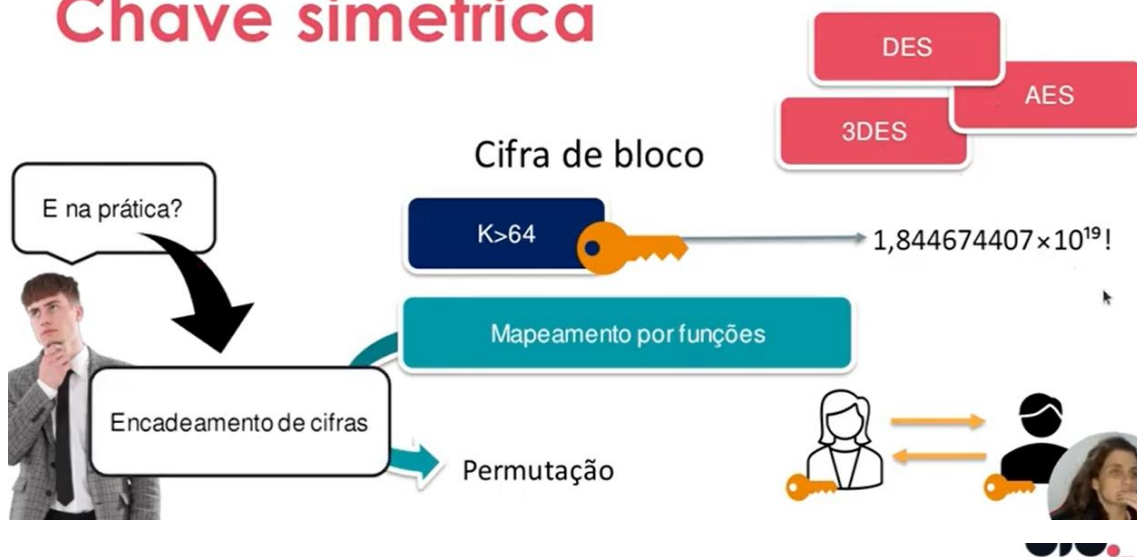 Chave simetrica
DES
AES
3DES
Cifra de bloco
E na prática?
K>64
1,844674407×10¹⁹!
Mapeamento por funções
Encadeamento de cifras
Permutação